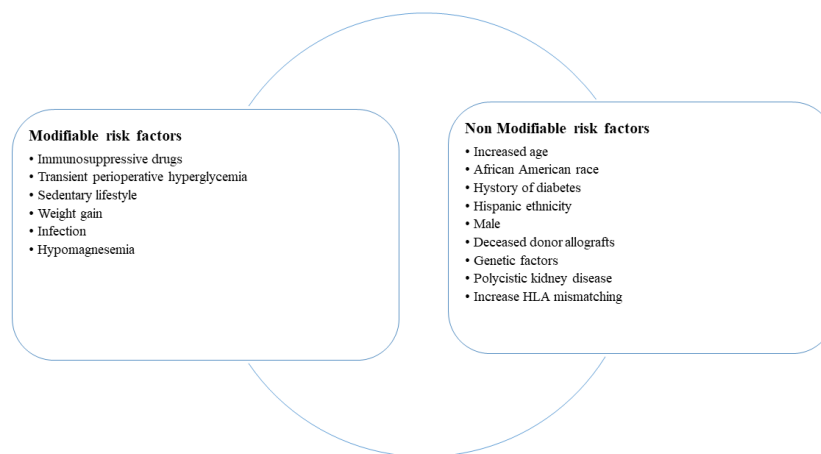 Modifiable risk factors
• Immunosuppressive drugs
• Transient perioperative hyperglycemia
• Sedentary lifestyle
• Weight gain
• Infection
• Hypomagnesemia
Non Modifiable risk factors
• Increased age
• African American race
• Hystory of diabetes
• Hispanic ethnicity
• Male
• Deceased donor allografts
• Genetic factors
• Polycistic kidney disease
• Increase HLA mismatching